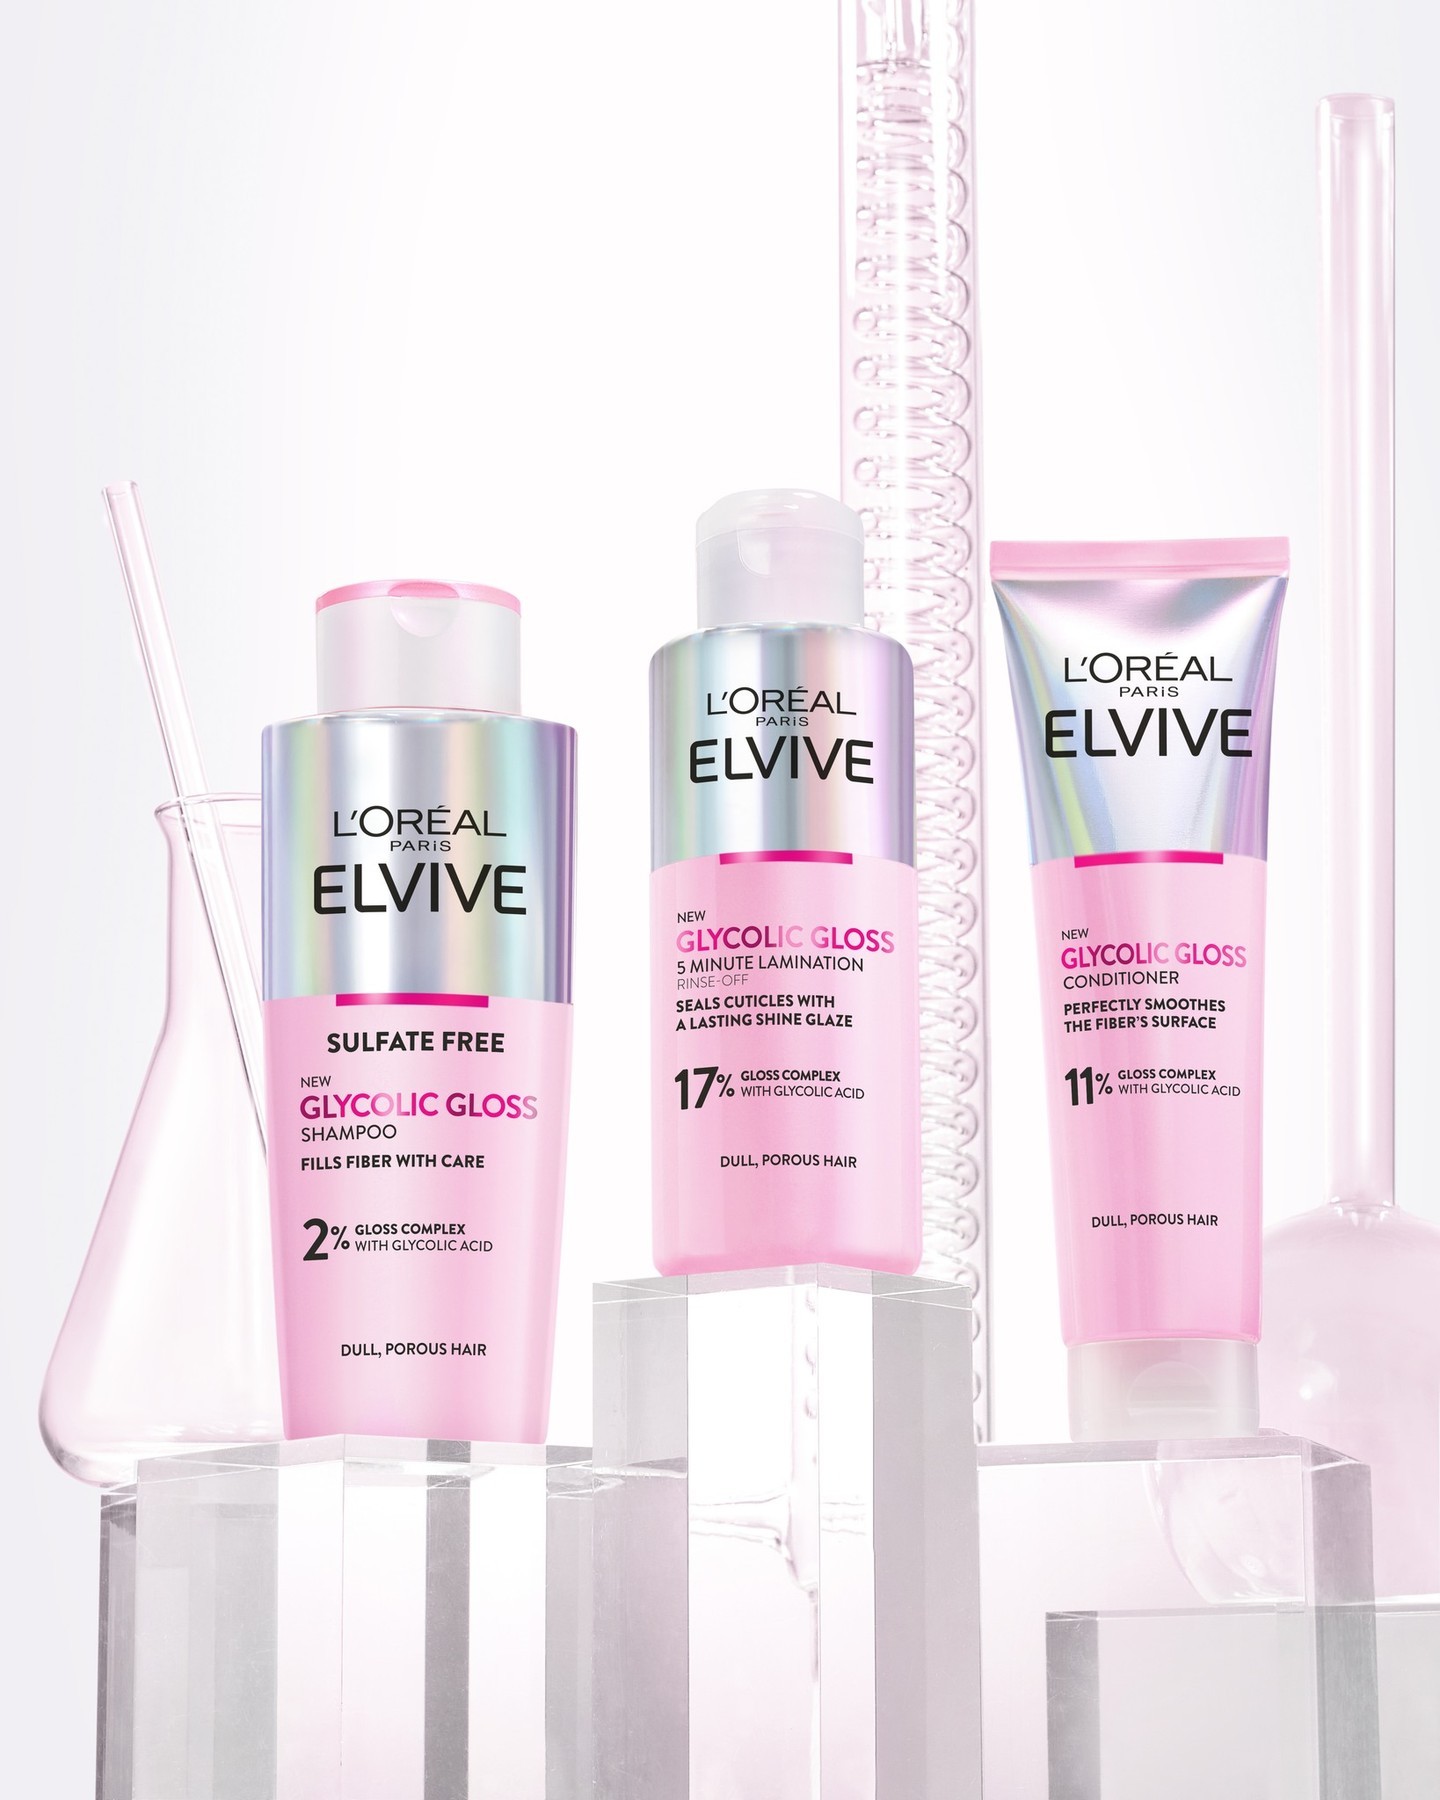 L'ORÉAL
PARiS
ELVIVE
SULFATE FREE
NEW
GLYCOLIC GLOSS
SHAMPOO
FILLS FIBER WITH CARE
2% GLOSS COMPLEX
WITH GLYCOLIC ACID
DULL, POROUS HAIR
L'ORÉAL
PARiS
ELVIVE
NEW
GLYCOLIC GLOSS
5 MINUTE LAMINATION
RINSE-OFF
SEALS CUTICLES WITH
A LASTING SHINE GLAZE
17% GLOSS COMPLEX
WITH GLYCOLIC ACID
DULL, POROUS HAIR
L'ORÉAL
PARiS
ELVIVE
NEW
GLYCOLIC GLOSS
CONDITIONER
PERFECTLY SMOOTHES
THE FIBER'S SURFACE
11% GLOSS COMPLEX
WITH GLYCOLIC ACID
DULL, POROUS HAIR